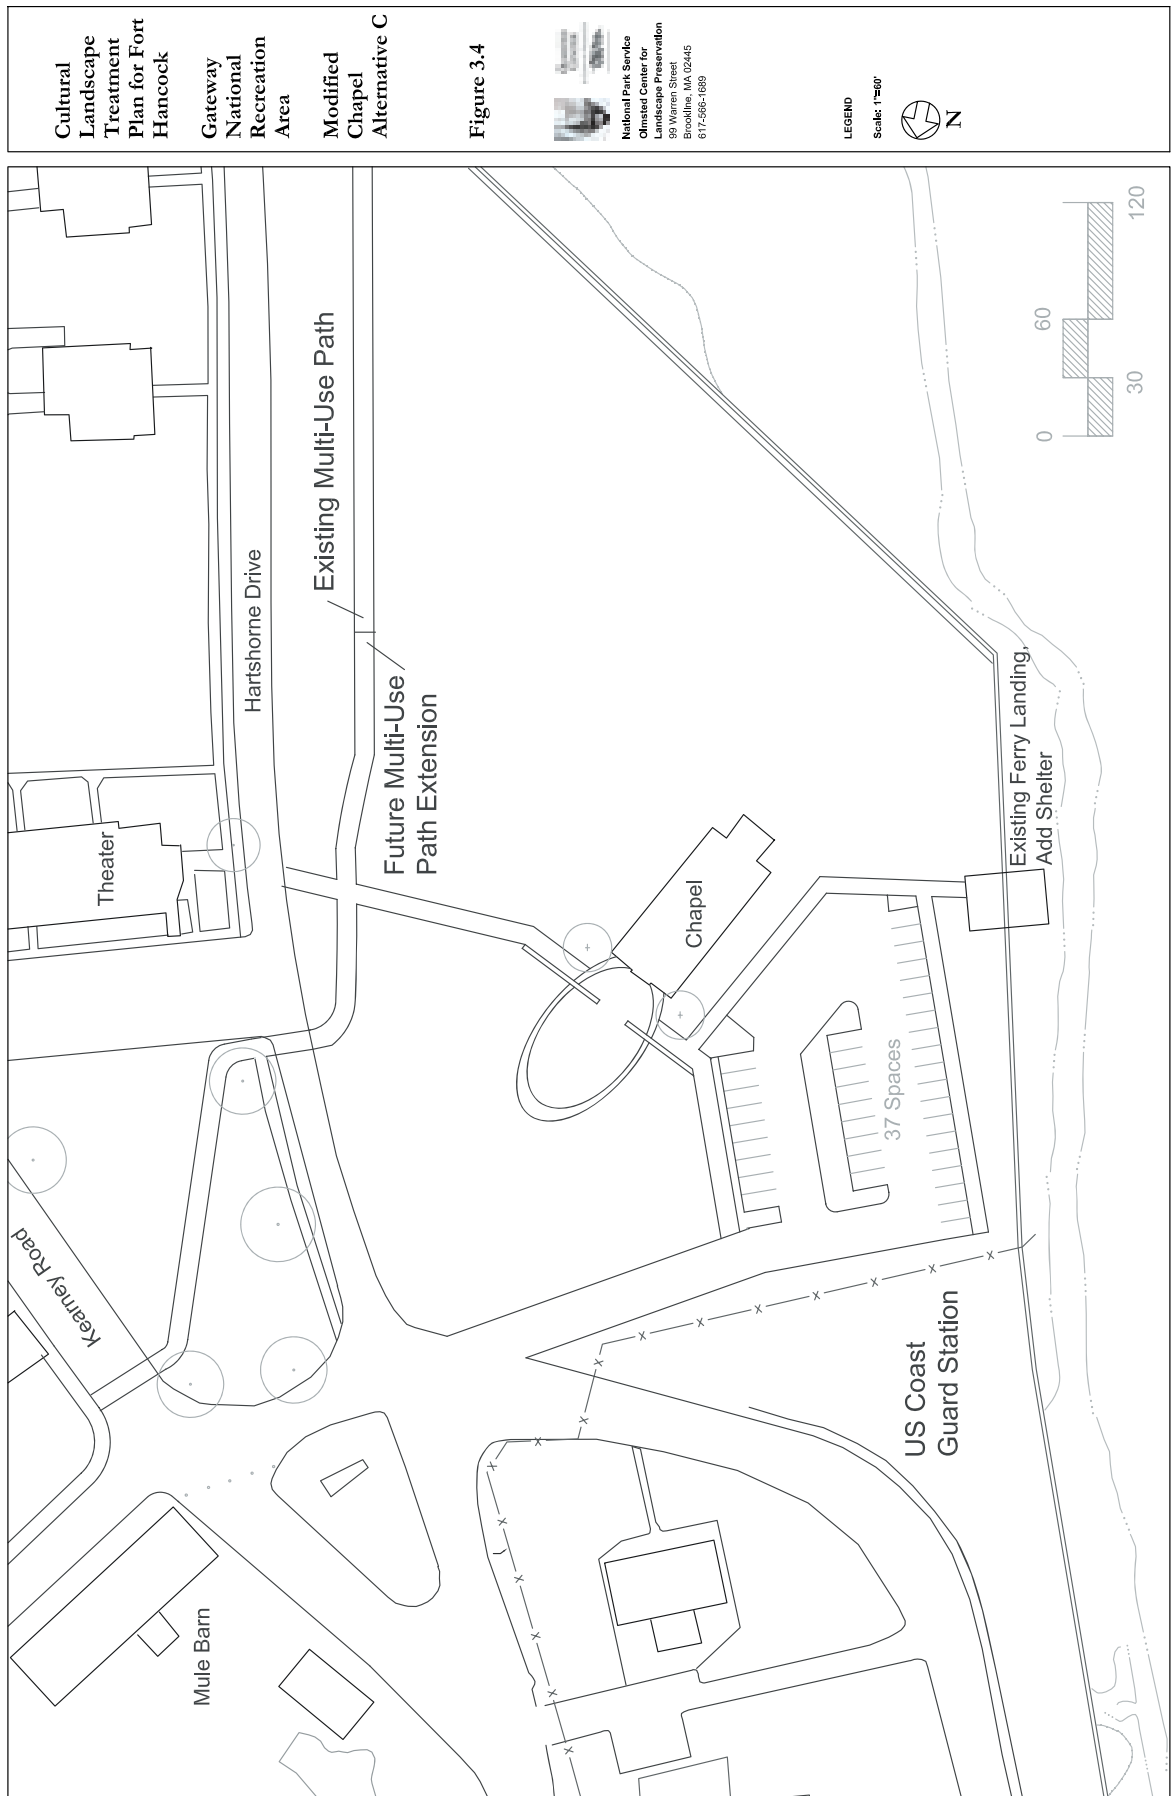 Cultural
Landscape
Treatment
Plan for Fort
Hancock
Gateway
National
Recreation
Area
Modified
Chapel
Alternative C
Figure 3.4
National Park Service
Olmsted Center for
Landscape Preservation
99 Warren Street
Brookline, MA 02445
617-566-1689
LEGEND
Scale: 1"=60'
N
Hartshorne Drive
Existing Multi-Use Path
Future Multi-Use
Path Extension
Theater
Chapel
Existing Ferry Landing,
Add Shelter
37 Spaces
Kearney Road
US Coast
Guard Station
Mule Barn
0
30
60
120